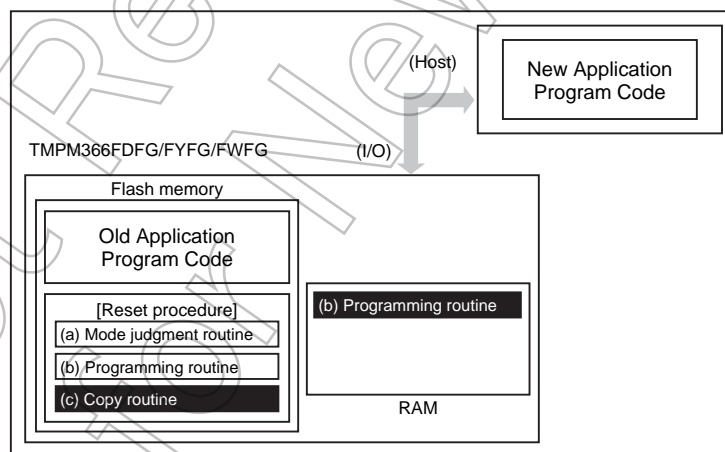 (Host)
New Application
Program Code
TMPM366FDFG/FYFG/FWFG
(I/O)
Flash memory
Old Application
Program Code
[Reset procedure]
(a) Mode judgment routine
(b) Programming routine
(c) Copy routine
(b) Programming routine
RAM